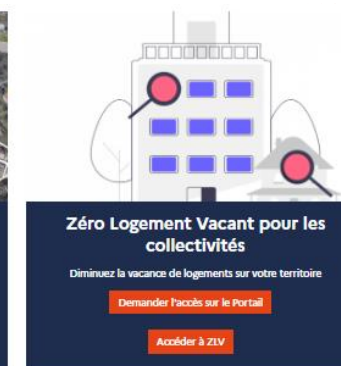 Zéro Logement Vacant pour les
collectivités
Diminuez la vacance de logements sur votre territoire
Demander l'accès sur le Portail
Accéder à ZLV